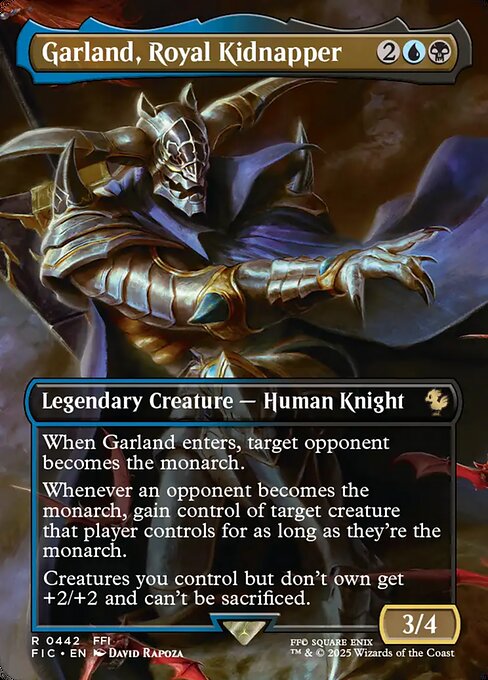 Garland, Royal Kidnapper 2
Legendary Creature — Human Knight
When Garland enters, target opponent
becomes the monarch.
Whenever an opponent becomes the
monarch, gain control of target creature
that player controls for as long as they're the
monarch.
Creatures you control but don't own get
+2/+2 and can't be sacrificed.
3/4
R 0442 FFI
FIC • EN David Rapoza
FF© SQUARE ENIX
™ & © 2025 Wizards of the Coast